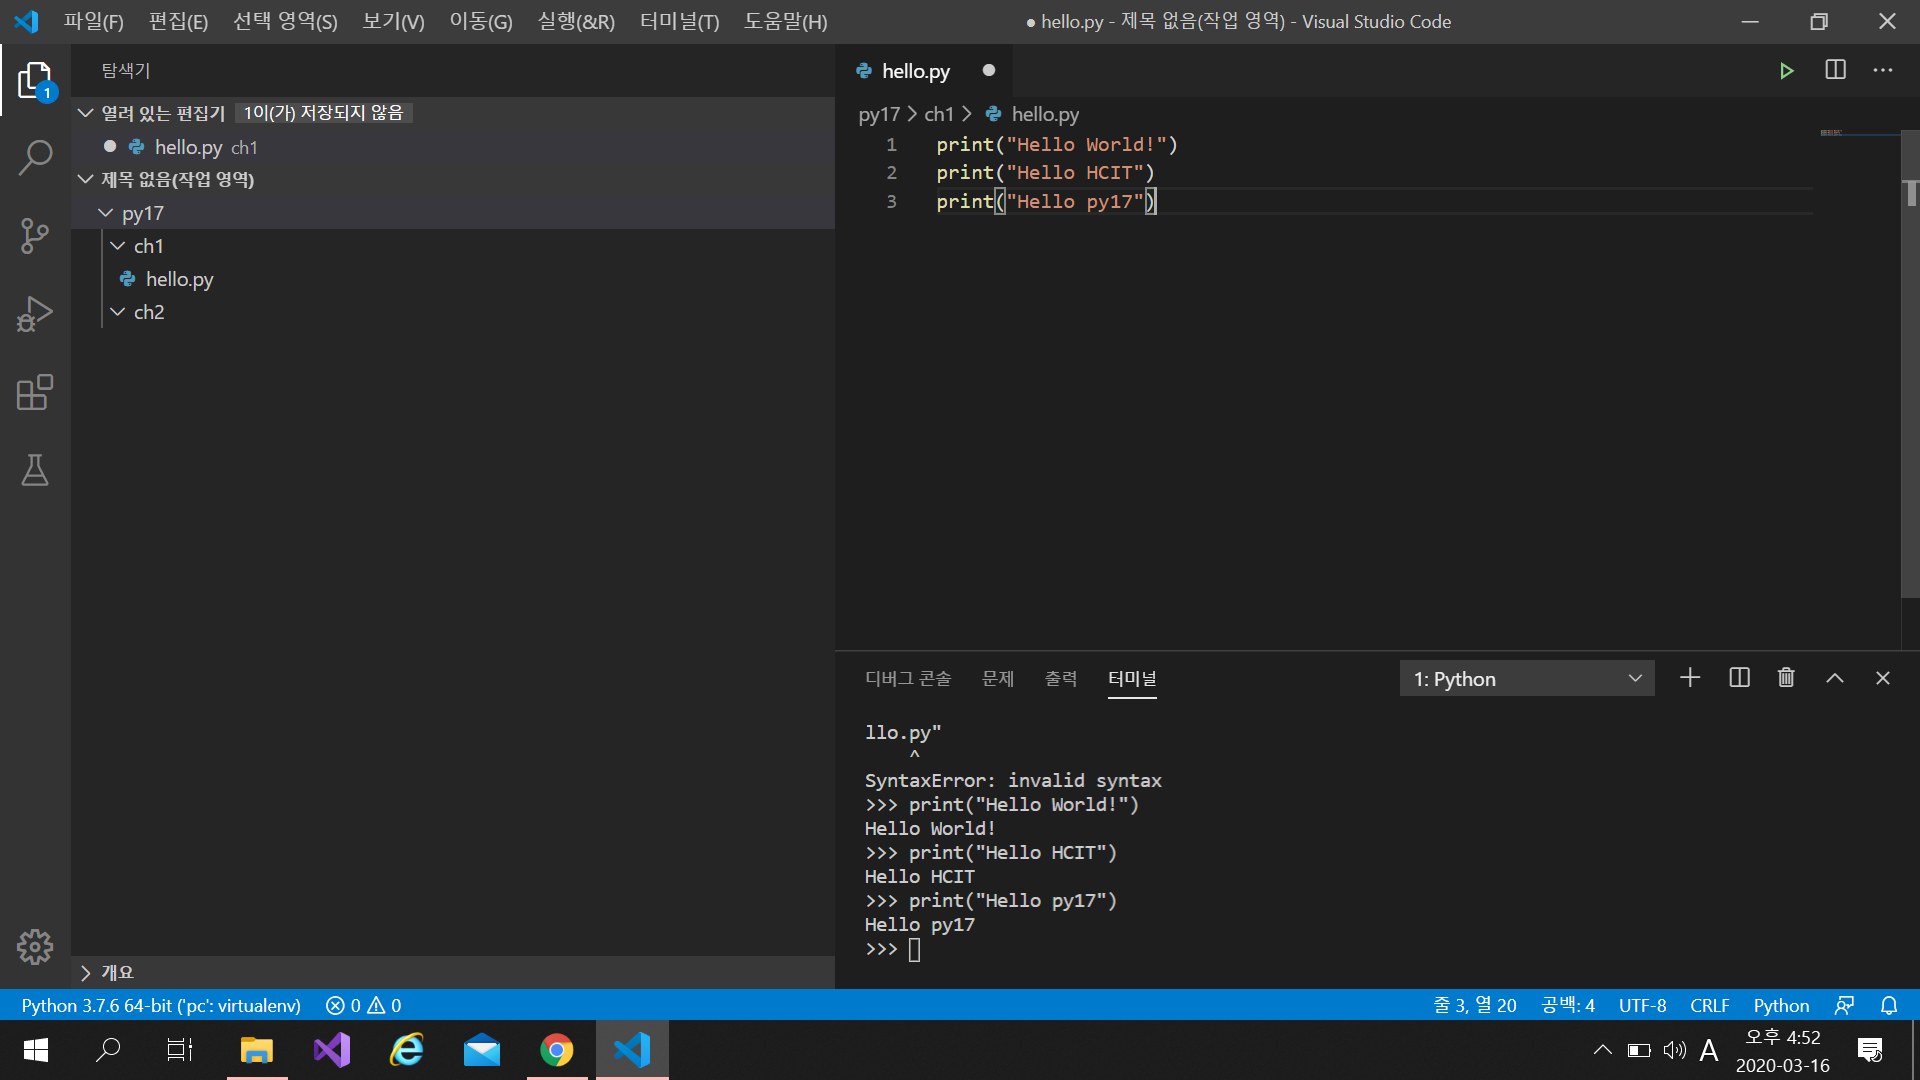 파일(F) 편집(E) 선택 영역(S) 보기(V) 이동(G) 실행(&R) 터미널(T) 도움말(H) ● hello.py - 제목 없음(작업 영역) - Visual Studio Code
탐색기
1
열려 있는 편집기 1이(가) 저장되지 않음
hello.py ch1
제목 없음(작업 영역)
py17
ch1
hello.py
ch2
개요
hello.py
py17 > ch1 > hello.py
1 print("Hello World!")
2 print("Hello HCIT")
3 print("Hello py17")
디버그 콘솔 문제 출력 터미널 1: Python
llo.py"
^
SyntaxError: invalid syntax
>>> print("Hello World!")
Hello World!
>>> print("Hello HCIT")
Hello HCIT
>>> print("Hello py17")
Hello py17
>>>
Python 3.7.6 64-bit ('pc': virtualenv) 0 0 줄 3, 열 20 공백: 4 UTF-8 CRLF Python
A 오후 4:52
2020-03-16